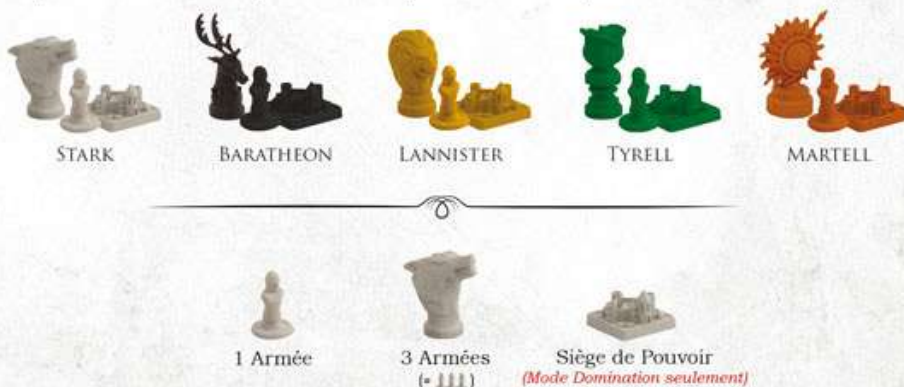 STARK BARATHEON LANNISTER TYRELL MARTELL
1 Armée 3 Armées Siège de Pouvoir
(= ) (Mode Domination seulement)